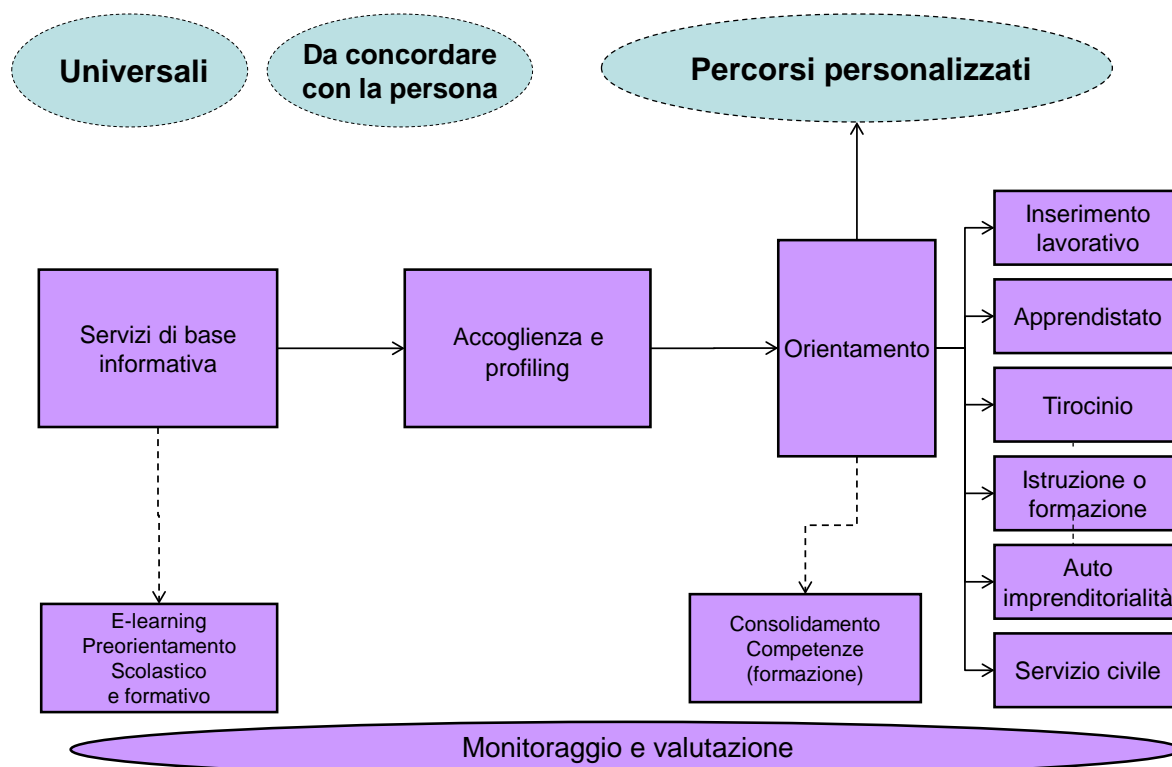 Universali
Da concordare
con la persona
Percorsi personalizzati
Servizi di base
informativa
Accoglienza e
profiling
Orientamento
Inserimento
lavorativo
Apprendistato
Tirocinio
Istruzione o
formazione
Auto
imprenditorialità
Servizio civile
E-learning
Preorientamento
Scolastico
e formativo
Consolidamento
Competenze
(formazione)
Monitoraggio e valutazione